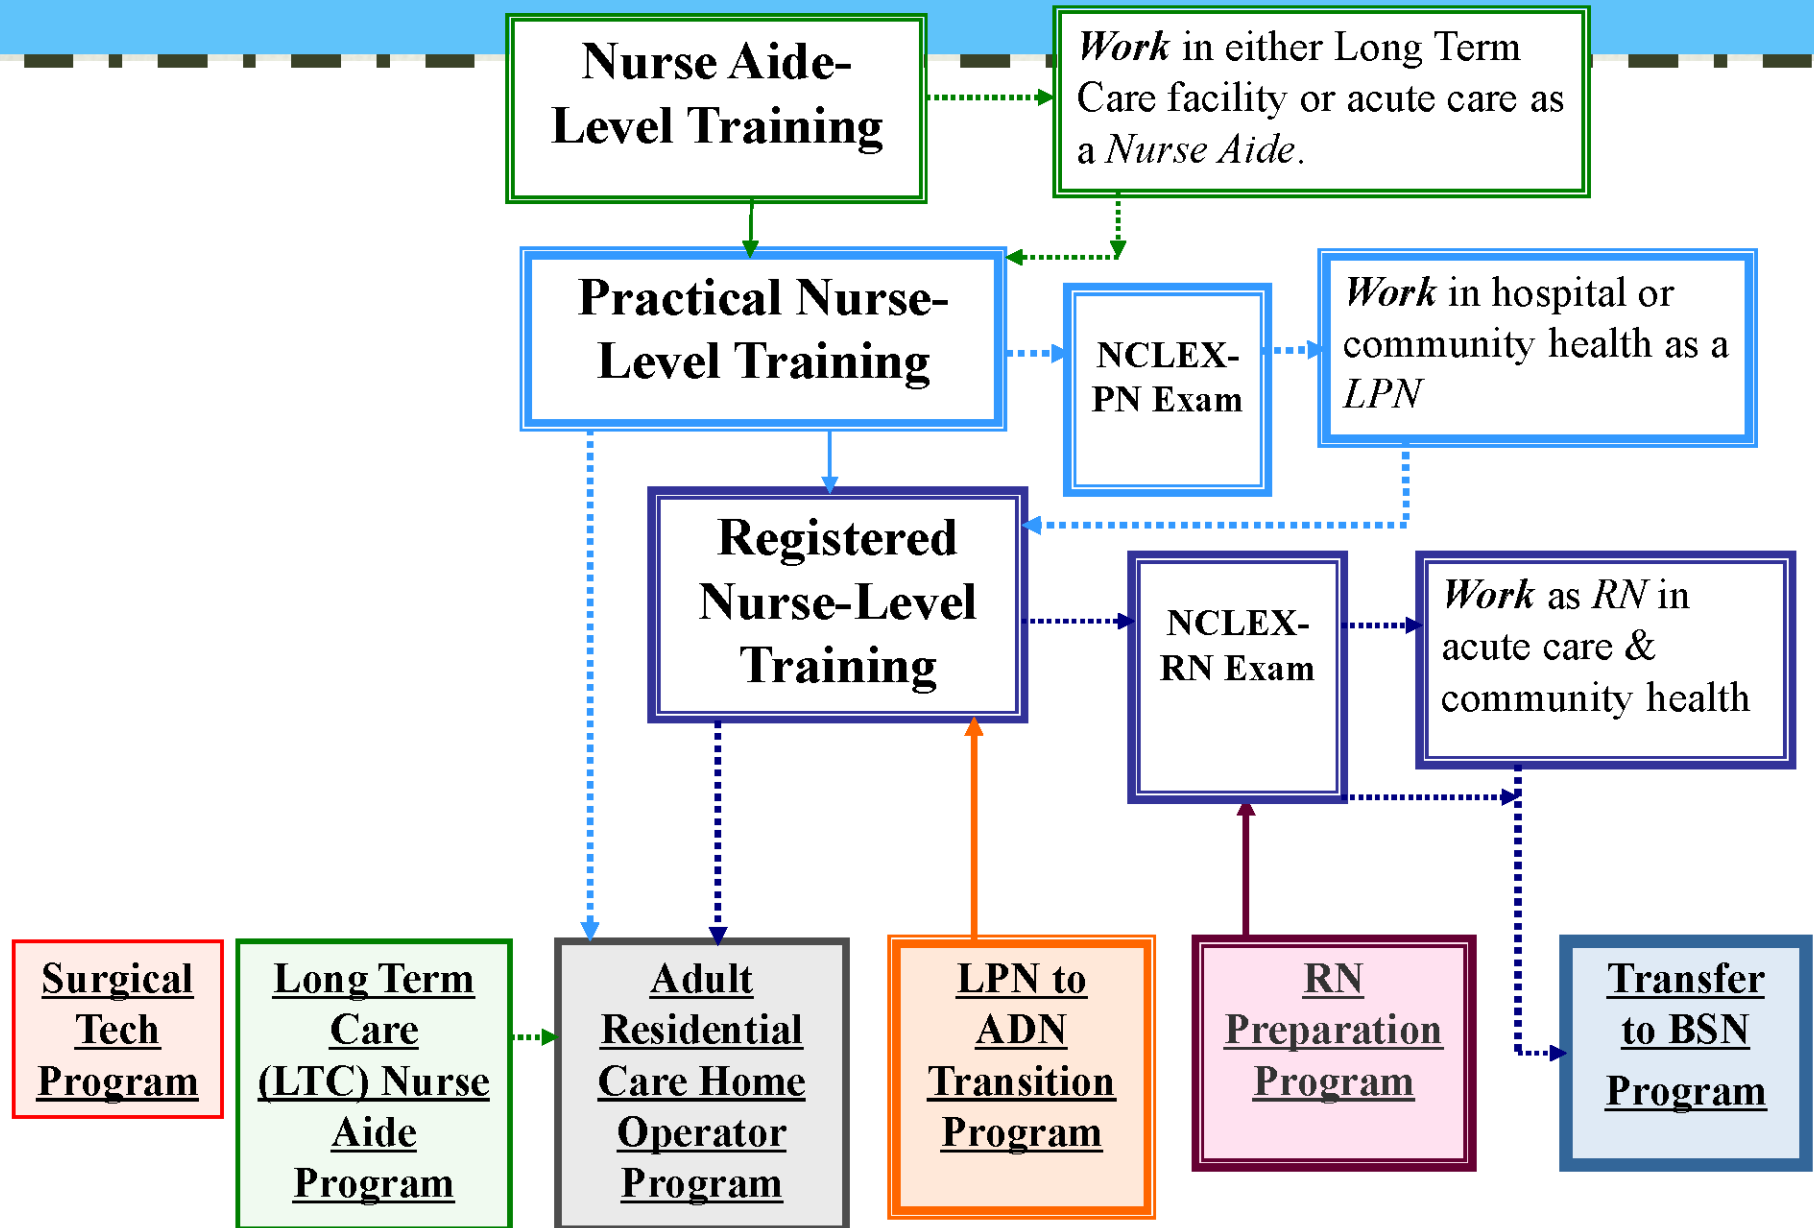 Nurse Aide-
Level Training
Work in either Long Term
Care facility or acute care as
a Nurse Aide.
Practical Nurse-
Level Training
NCLEX-
PN Exam
Work in hospital or
community health as a
LPN
Registered
Nurse-Level
Training
NCLEX-
RN Exam
Work as RN in
acute care &
community health
Surgical
Tech
Program
Long Term
Care
(LTC) Nurse
Aide
Program
Adult
Residential
Care Home
Operator
Program
LPN to
ADN
Transition
Program
RN
Preparation
Program
Transfer
to BSN
Program